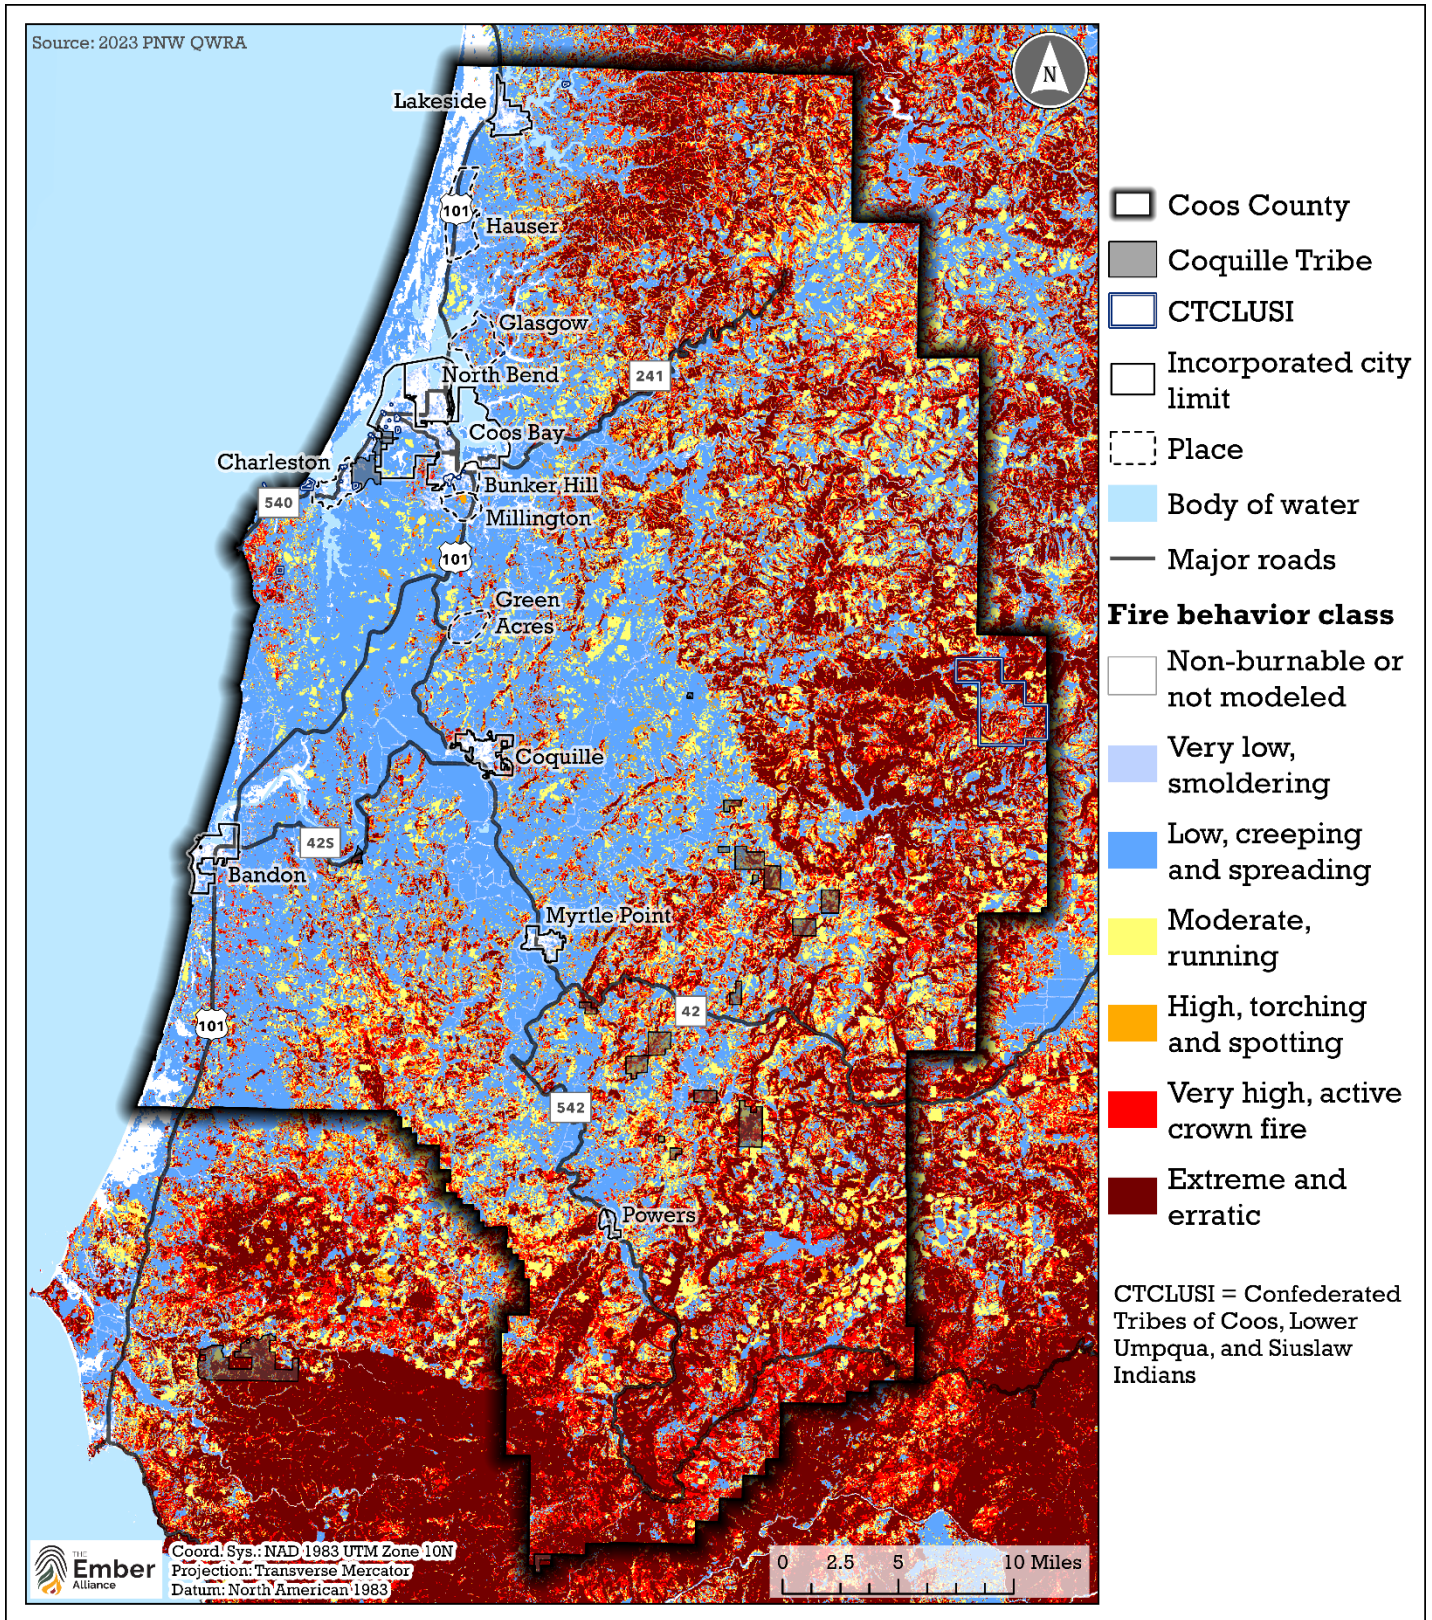 Source: 2023 PNW QWRA
N
Lakeside
101
Hauser
Glasgow
North Bend
241
Coos Bay
Charleston
Bunker Hill
540
Millington
101
Green
Acres
Coquille
42S
Bandon
Myrtle Point
42
101
542
Powers
THE
Ember
Alliance
Coord. Sys.: NAD 1983 UTM Zone 10N
Projection: Transverse Mercator
Datum: North American 1983
0 2.5 5 10 Miles
Coos County
Coquille Tribe
CTCLUSI
Incorporated city
limit
Place
Body of water
Major roads
Fire behavior class
Non-burnable or
not modeled
Very low,
smoldering
Low, creeping
and spreading
Moderate,
running
High, torching
and spotting
Very high, active
crown fire
Extreme and
erratic
CTCLUSI = Confederated
Tribes of Coos, Lower
Umpqua, and Siuslaw
Indians